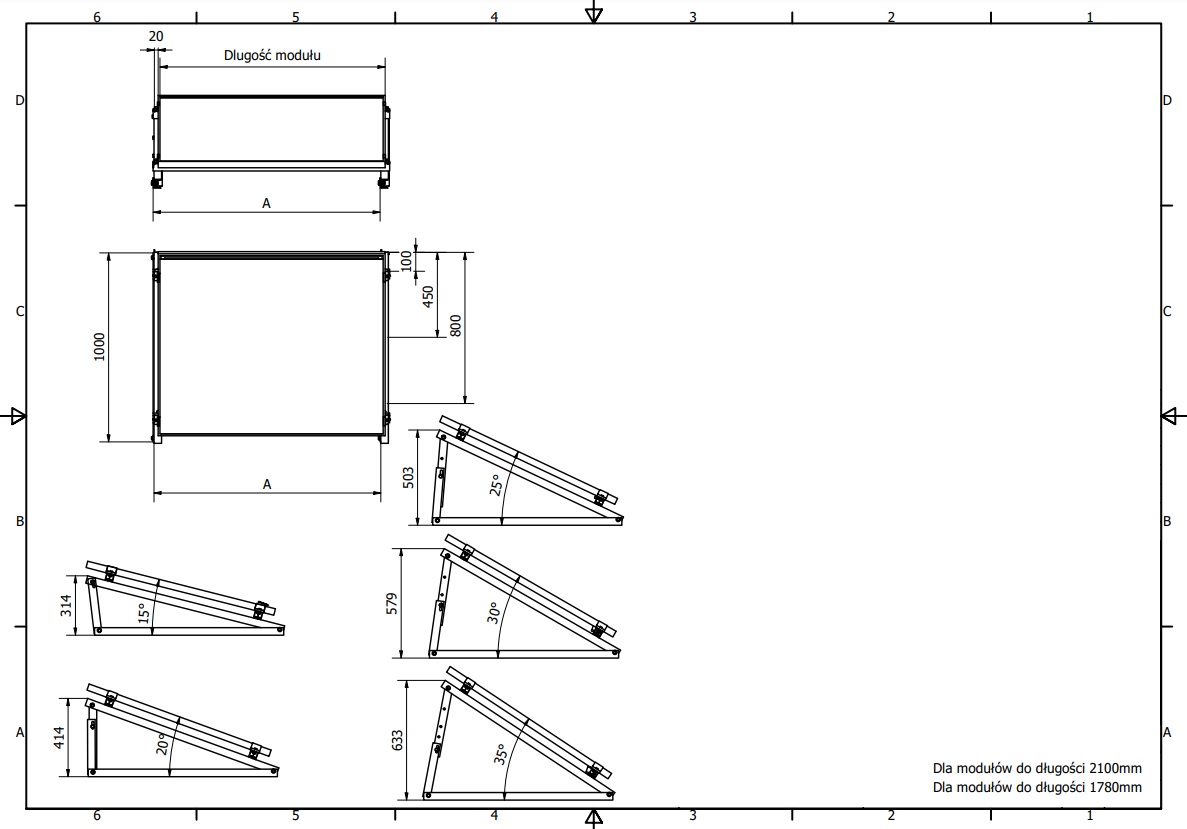 6 5 4 3 2 1
20
Dlugość modułu
D D
A
100
450
800
1000
C C
A
503
25°
B B
314
15°
579
30°
414
20°
633
35°
A A
Dla modułów do długości 2100mm
Dla modułów do długości 1780mm
6 5 4 3 2 1